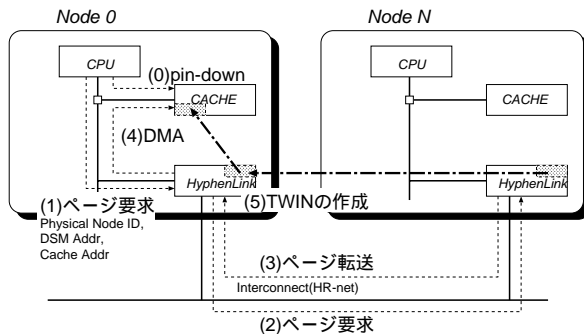 Node 0
Node N
CPU
CPU
(0)pin-down
CACHE
CACHE
(4)DMA
HyphenLink
HyphenLink
(1)ページ要求
(5)TWINの作成
Physical Node ID,
DSM Addr,
Cache Addr
(3)ページ転送
Interconnect(HR-net)
(2)ページ要求